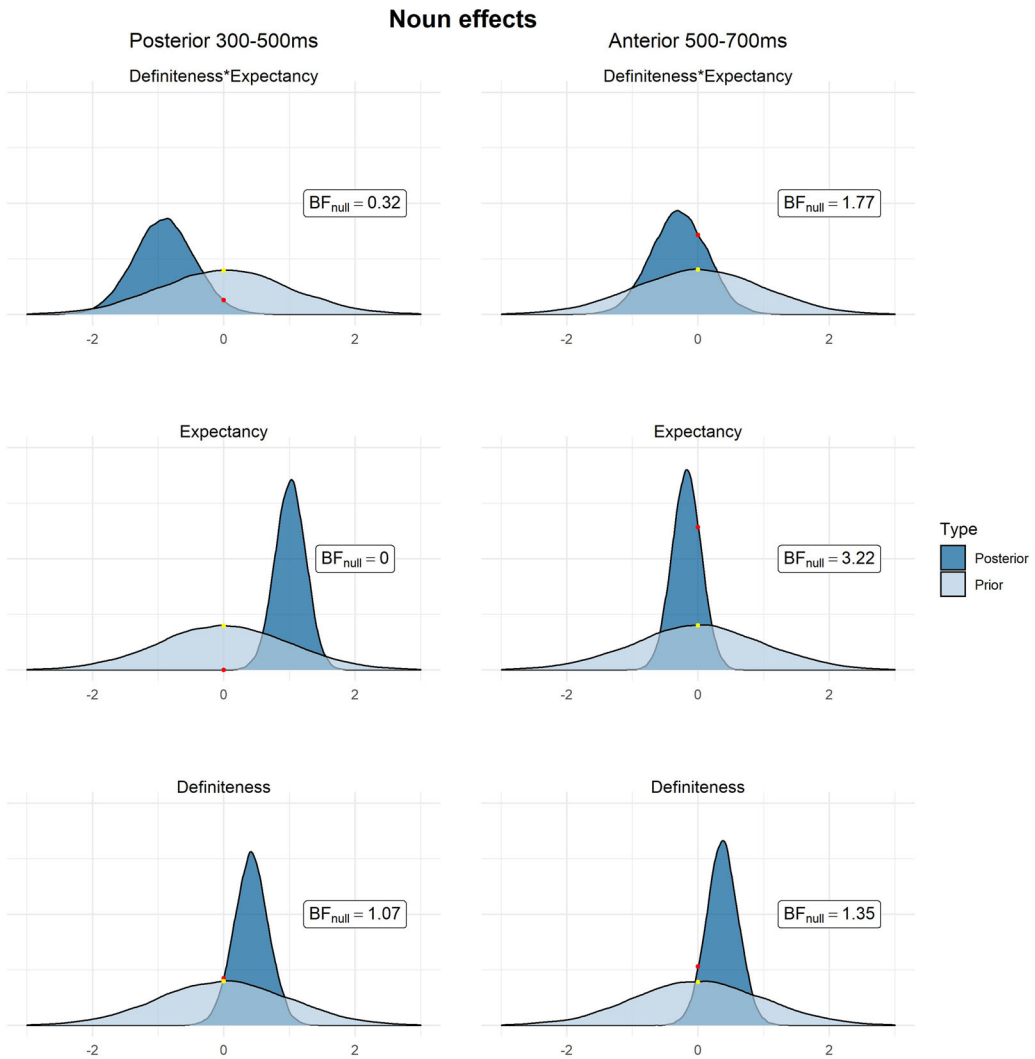 Noun effects
Posterior 300-500ms
Anterior 500-700ms
Definiteness*Expectancy
Definiteness*Expectancy
BFnull = 0.32
BFnull = 1.77
-2 0 2
-2 0 2
Expectancy
Expectancy
BFnull = 0
BFnull = 3.22
Type
Posterior
Prior
-2 0 2
-2 0 2
Definiteness
Definiteness
BFnull = 1.07
BFnull = 1.35
-2 0 2
-2 0 2